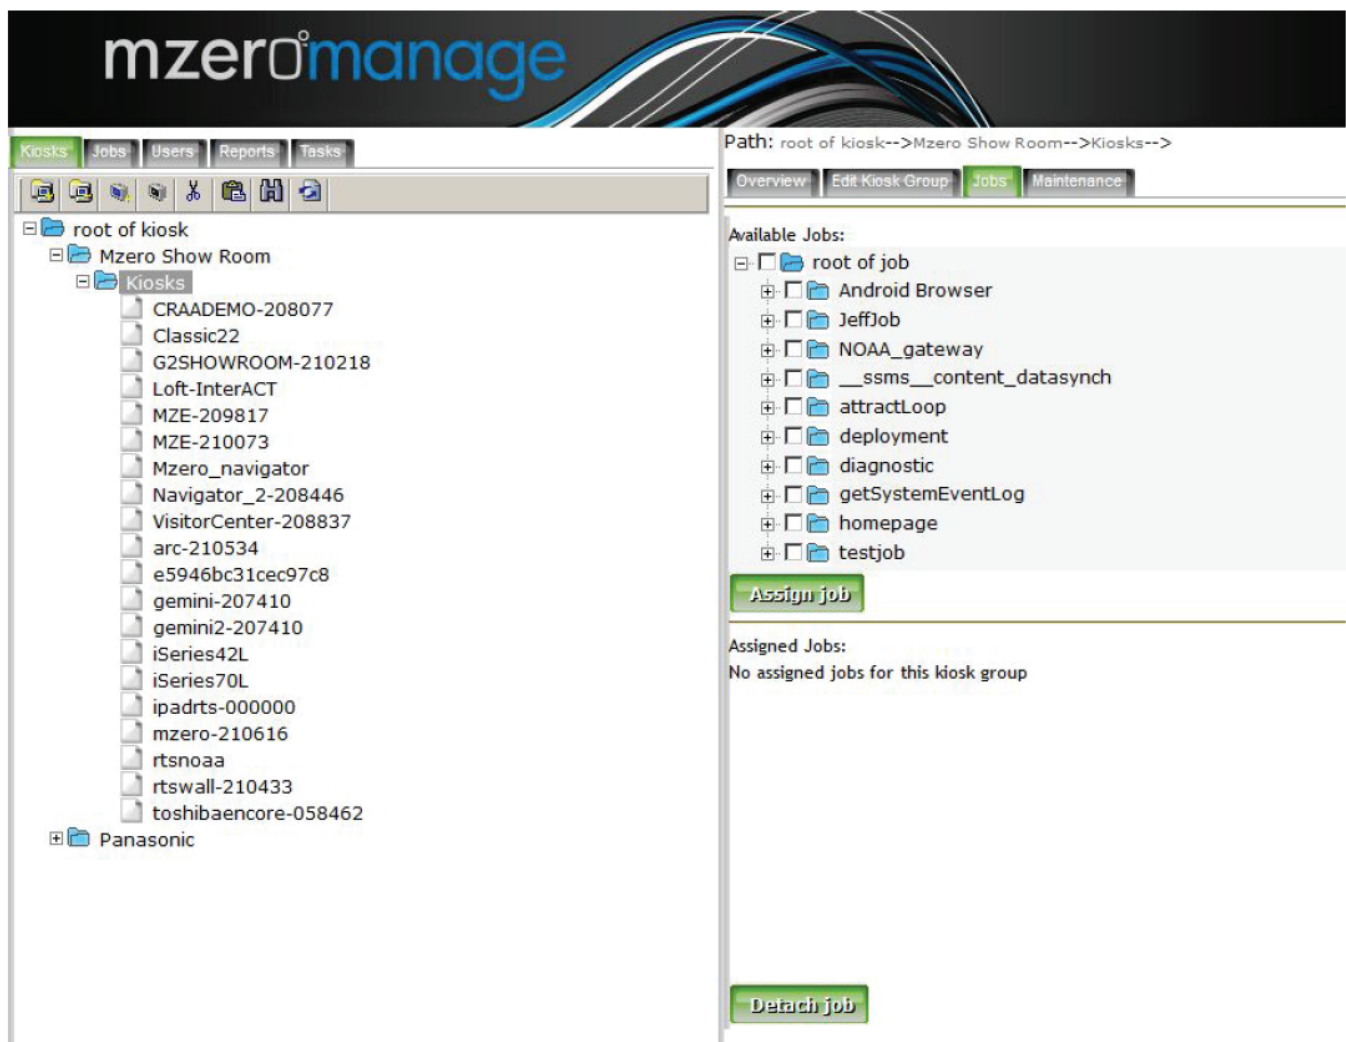 mzero manage
Kiosks Jobs Users Reports Tasks
root of kiosk
Mzero Show Room
Kiosks
CRAADEMO-208077
Classic22
G2SHOWROOM-210218
Loft-InterACT
MZE-209817
MZE-210073
Mzero_navigator
Navigator_2-208446
VisitorCenter-208837
arc-210534
e5946bc31cec97c8
gemini-207410
gemini2-207410
iSeries42L
iSeries70L
ipadrts-000000
mzero-210616
rtsnoaa
rtswall-210433
toshibaencore-058462
Panasonic
Path: root of kiosk-->Mzero Show Room-->Kiosks-->
Overview Edit Kiosk Group Jobs Maintenance
Available Jobs:
root of job
Android Browser
JeffJob
NOAA_gateway
__ssms__content_datasynch
attractLoop
deployment
diagnostic
getSystemEventLog
homepage
testjob
Assign job
Assigned Jobs:
No assigned jobs for this kiosk group
Detach job